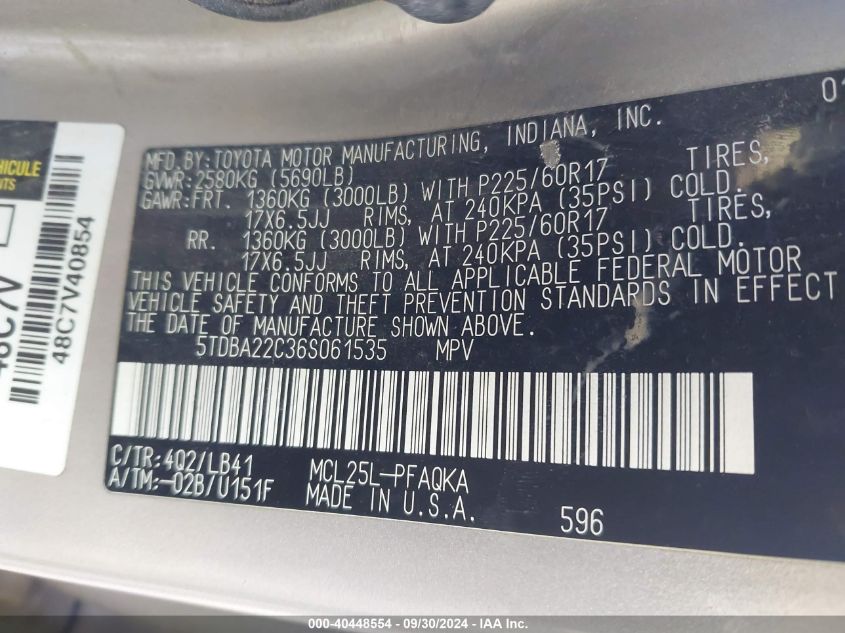 01
MFD. BY: TOYOTA MOTOR MANUFACTURING, INDIANA, INC.
GVWR: 2580KG (5690LB)
GAWR: FRT. 1360KG (3000LB) WITH P225/60R17 TIRES,
17X6.5JJ RIMS, AT 240KPA (35PSI) COLD.
RR. 1360KG (3000LB) WITH P225/60R17 TIRES,
17X6.5JJ RIMS, AT 240KPA (35PSI) COLD.
THIS VEHICLE CONFORMS TO ALL APPLICABLE FEDERAL MOTOR
VEHICLE SAFETY AND THEFT PREVENTION STANDARDS IN EFFECT
THE DATE OF MANUFACTURE SHOWN ABOVE.
5TDBA22C36S061535 MPV
C/TR: 4Q2/LB41 MCL25L-PFAQKA
A/TM: -02B/U151F MADE IN U.S.A. 596
48C7V40854
000-40448554 - 09/30/2024 - IAA Inc.